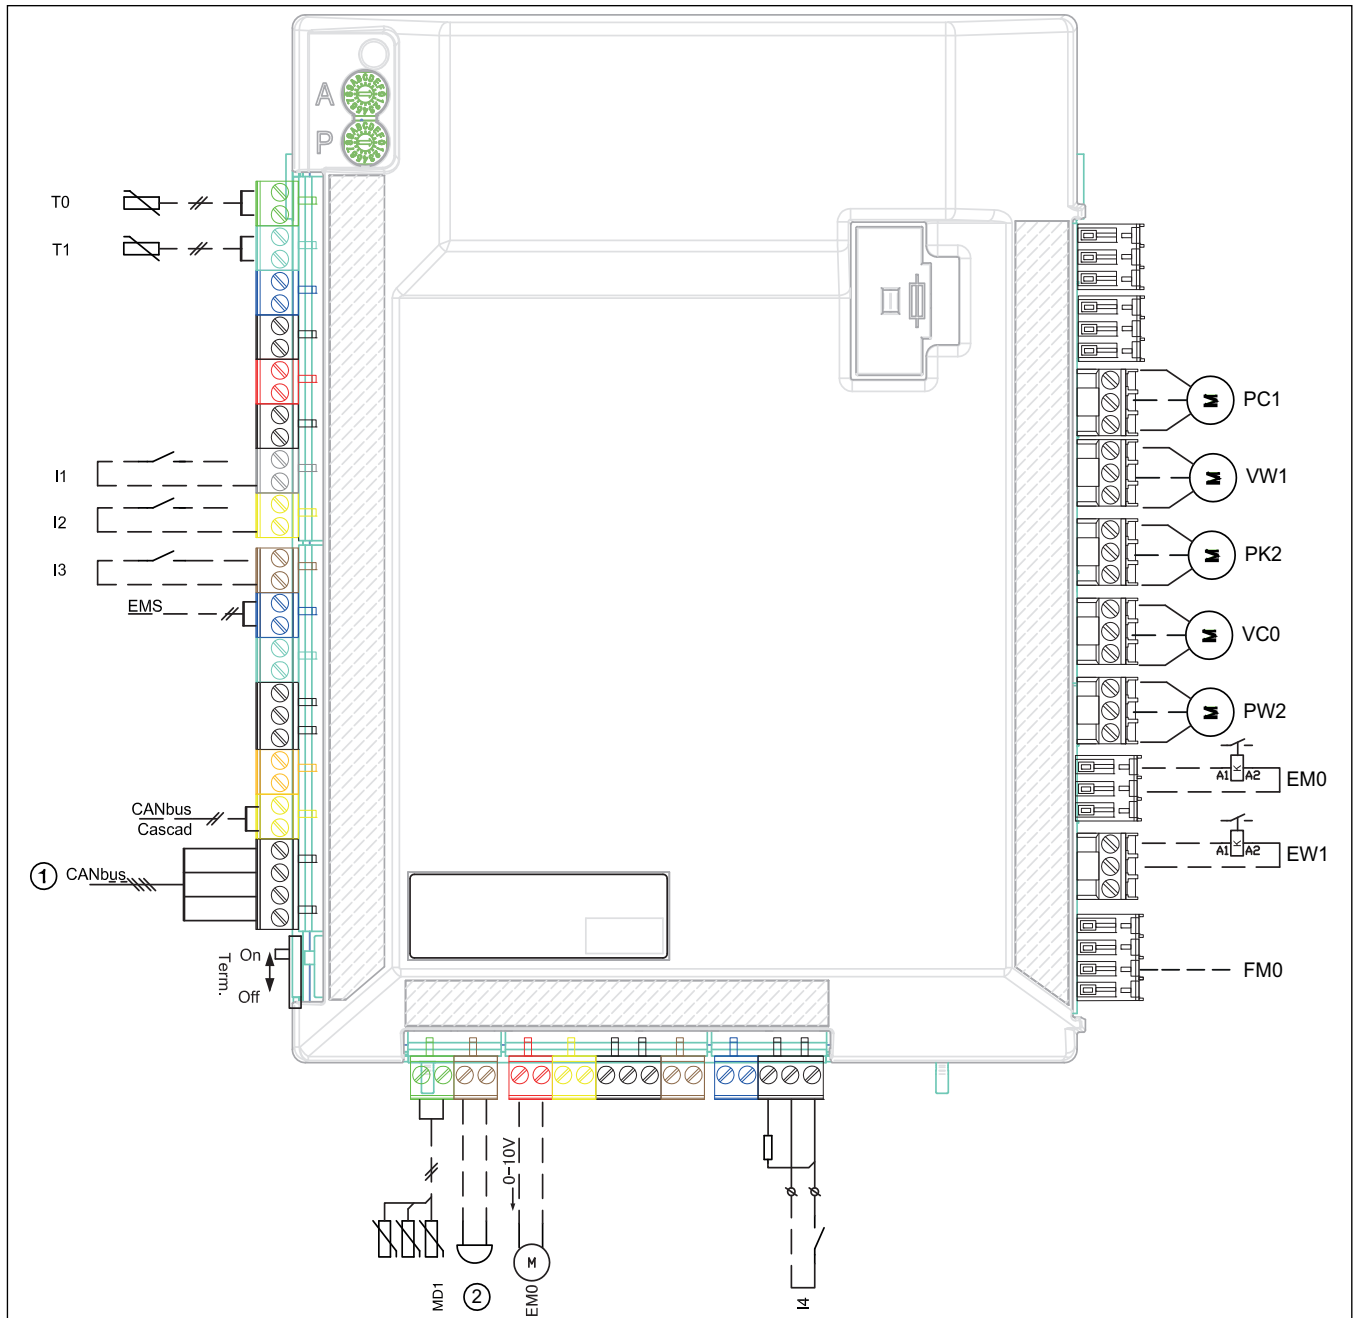 A
P
T0
T1
I1
I2
I3
EMS
CANbus
Cascad
1 CANbus
On
Term.
Off
PC1
M
VW1
M
PK2
M
VC0
M
PW2
M
A1 K A2
EM0
A1 K A2
EW1
FM0
0-10V
M
MD1
2
EM0
I4